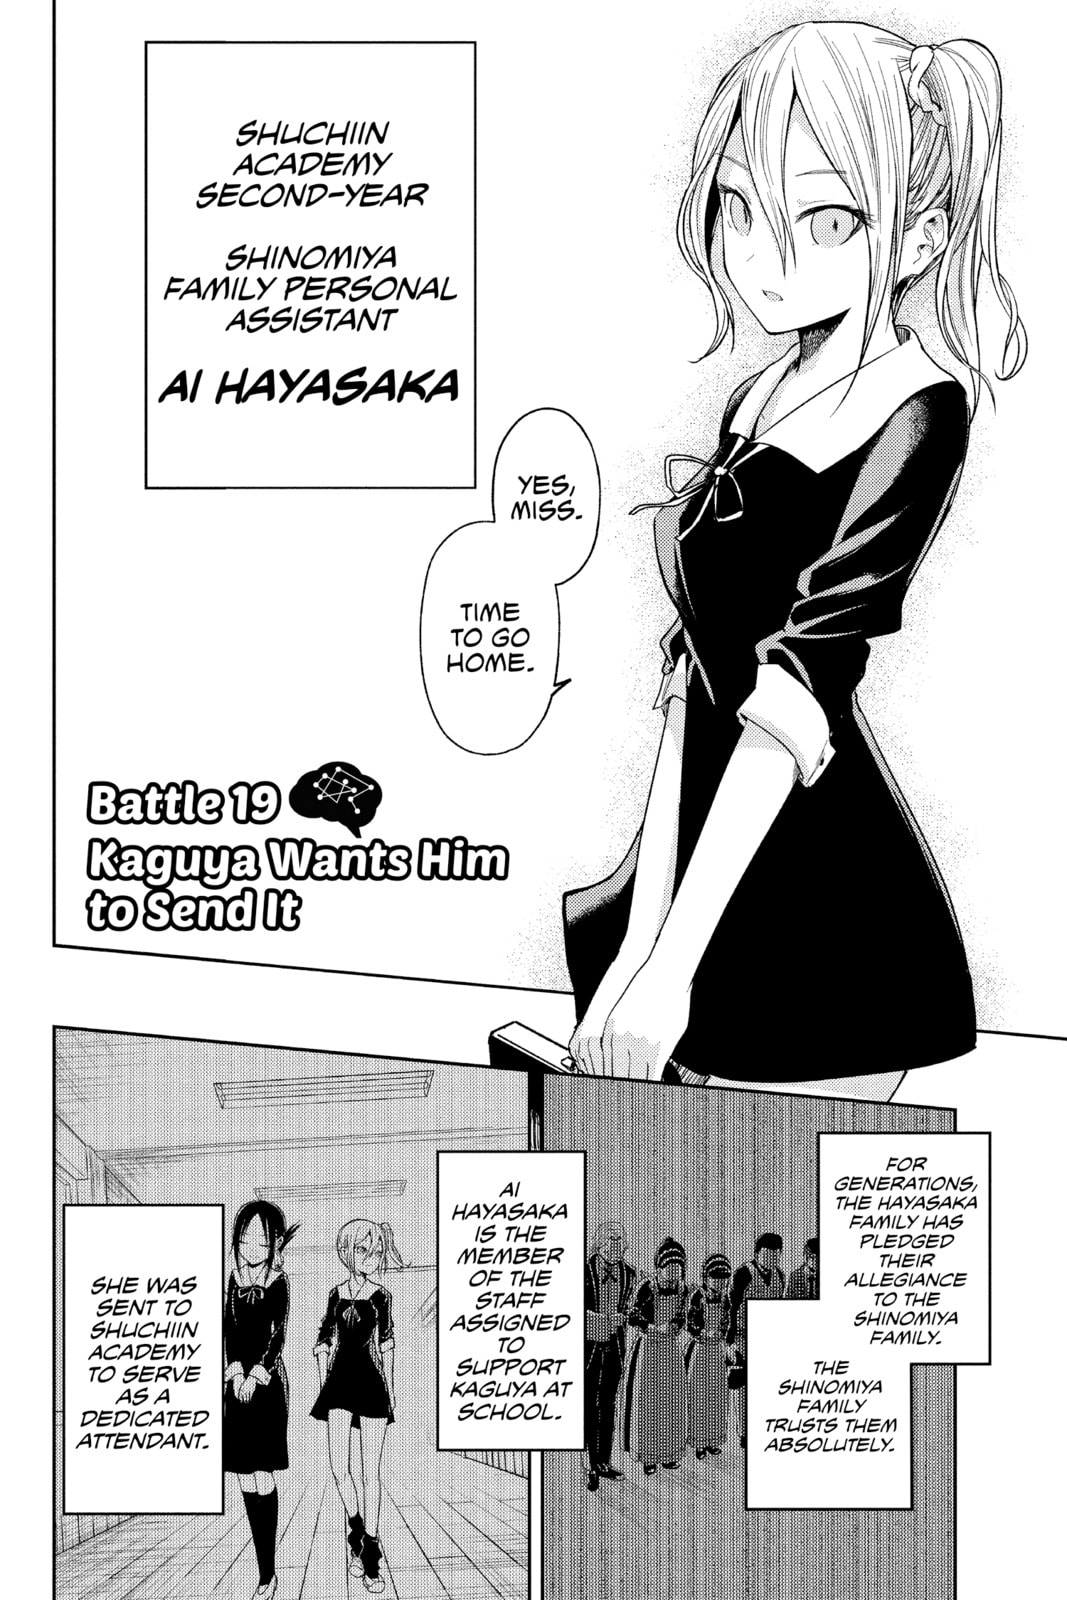 SHUCHIIN
ACADEMY
SECOND-YEAR
SHINOMIYA
FAMILY PERSONAL
ASSISTANT
AI HAYASAKA
YES,
MISS.
TIME
TO GO
HOME.
Battle 19
Kaguya Wants Him
to Send It
FOR
GENERATIONS,
THE HAYASAKA
FAMILY HAS
PLEDGED
THEIR
ALLEGIANCE
TO THE
SHINOMIYA
FAMILY.
THE
SHINOMIYA
FAMILY
TRUSTS THEM
ABSOLUTELY.
AI
HAYASAKA
IS THE
MEMBER
OF THE
STAFF
ASSIGNED
TO
SUPPORT
KAGUYA AT
SCHOOL.
SHE WAS
SENT TO
SHUCHIIN
ACADEMY
TO SERVE
AS A
DEDICATED
ATTENDANT.